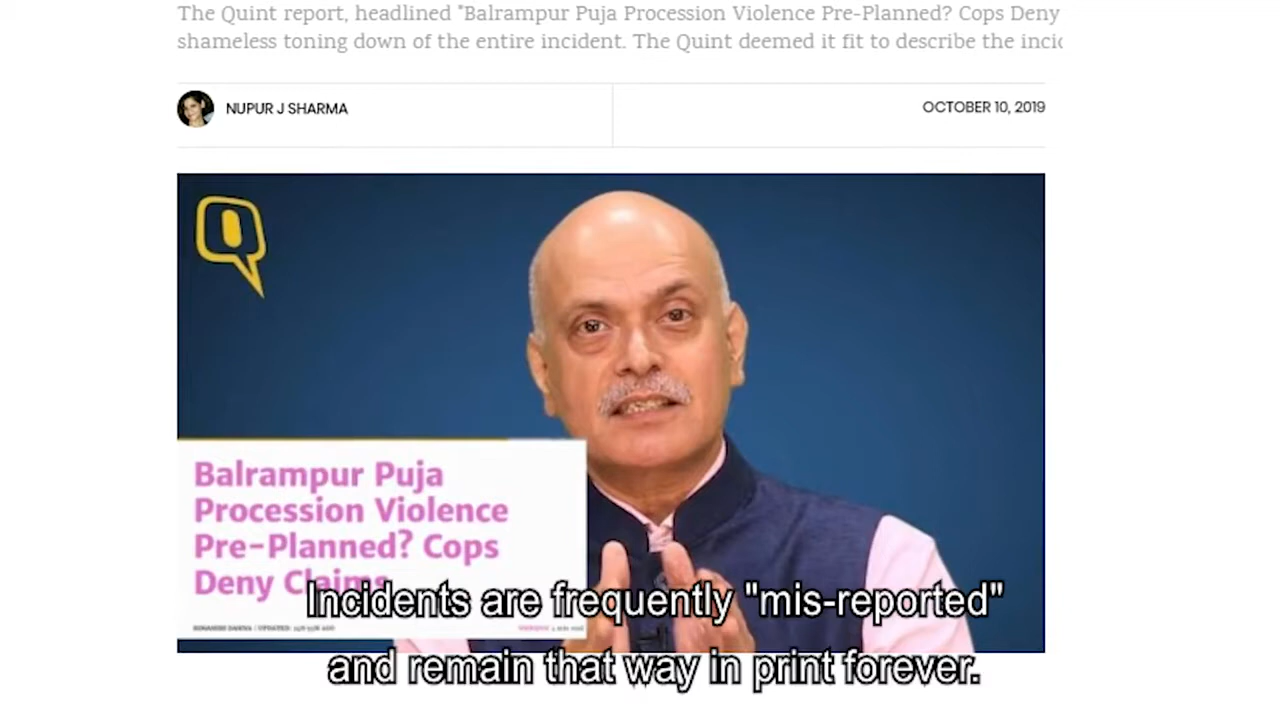 The Quint report, headlined "Balrampur Puja Procession Violence Pre-Planned? Cops Deny
shameless toning down of the entire incident. The Quint deemed it fit to describe the
NUPUR J SHARMA
OCTOBER 10, 2019
Balrampur Puja
Procession Violence
Pre-Planned? Cops
Deny Claims
Incidents are frequently "mis-reported"
and remain that way in print forever.